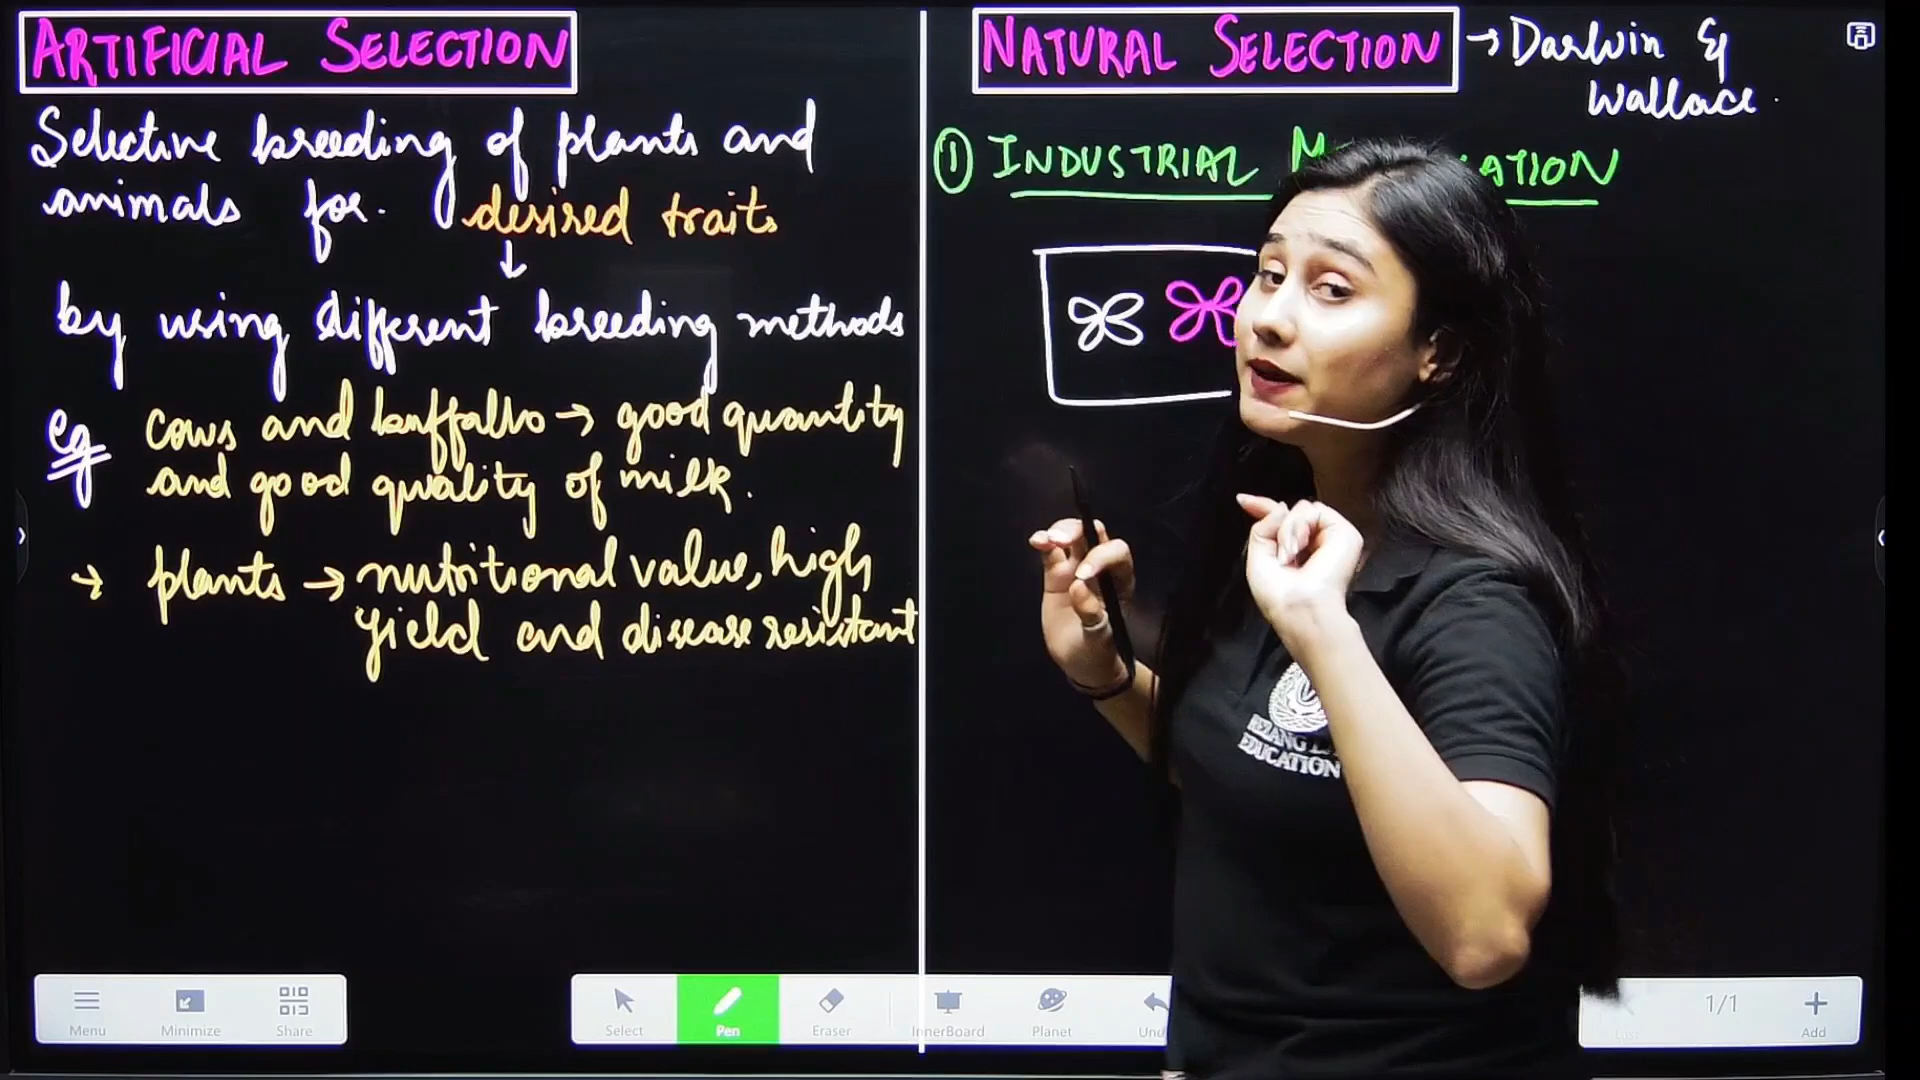 ARTIFICIAL SELECTION
Selective breeding of plants and
animals for. desired traits
↓
by using different breeding methods
eg cows and buffallo → good quantity
and good quality of milk.
→ plants → nutritional value, high
yield and disease resistant
NATURAL SELECTION → Darwin &
Wallace.
① INDUSTRIAL
EDUCATION
Menu
Minimize
Share
Select
Pen
Eraser
InnerBoard
Planet
1/1
Add